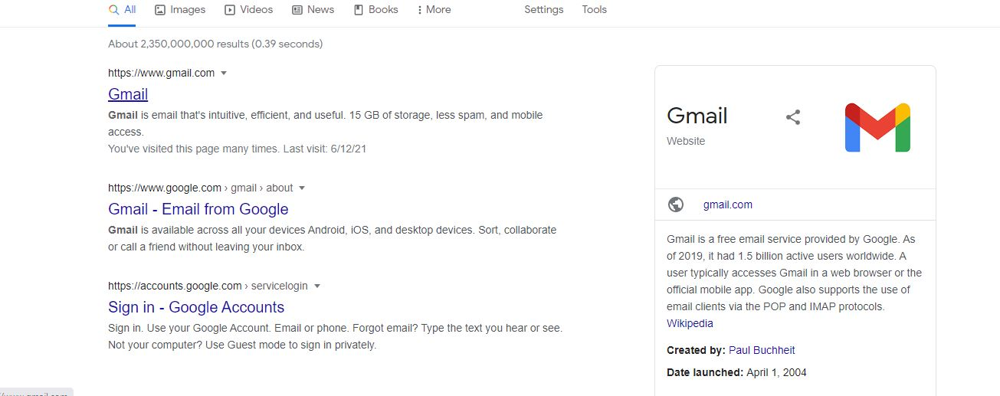 All Images Videos News Books More Settings Tools
About 2,350,000,000 results (0.39 seconds)
https://www.gmail.com
Gmail
Gmail is email that's intuitive, efficient, and useful. 15 GB of storage, less spam, and mobile
access.
You've visited this page many times. Last visit: 6/12/21
https://www.google.com › gmail › about
Gmail - Email from Google
Gmail is available across all your devices Android, iOS, and desktop devices. Sort, collaborate
or call a friend without leaving your inbox.
https://accounts.google.com › servicelogin
Sign in - Google Accounts
Sign in. Use your Google Account. Email or phone. Forgot email? Type the text you hear or see.
Not your computer? Use Guest mode to sign in privately.
Gmail
Website
gmail.com
Gmail is a free email service provided by Google. As
of 2019, it had 1.5 billion active users worldwide. A
user typically accesses Gmail in a web browser or the
official mobile app. Google also supports the use of
email clients via the POP and IMAP protocols.
Wikipedia
Created by: Paul Buchheit
Date launched: April 1, 2004